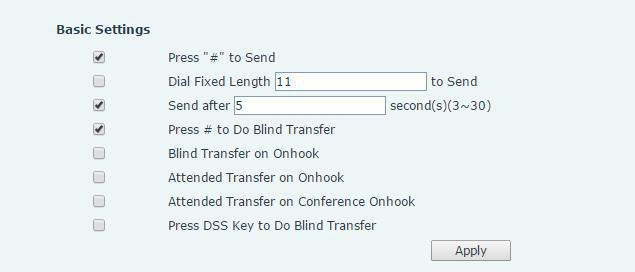 Basic Settings
Press "#" to Send
Dial Fixed Length 11 to Send
Send after 5 second(s)(3~30)
Press # to Do Blind Transfer
Blind Transfer on Onhook
Attended Transfer on Onhook
Attended Transfer on Conference Onhook
Press DSS Key to Do Blind Transfer
Apply